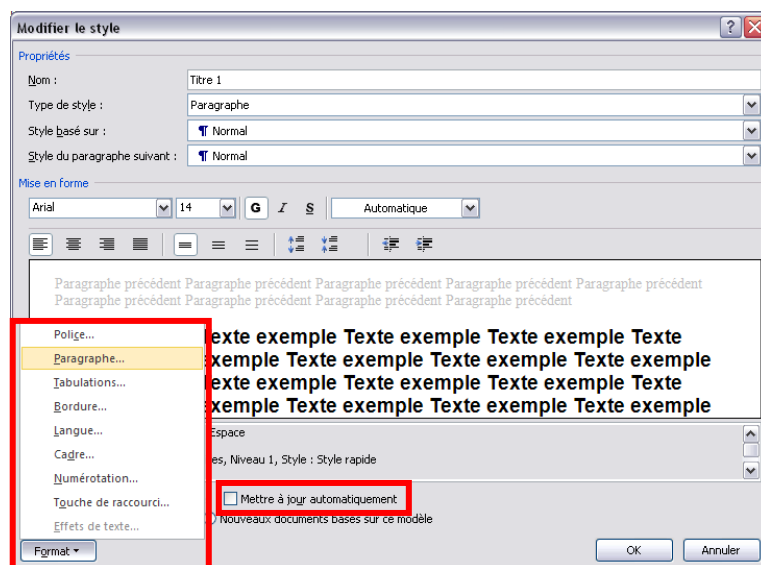 Modifier le style
Propriétés
Nom :
Titre 1
Type de style :
Paragraphe
Style basé sur :
¶ Normal
Style du paragraphe suivant :
¶ Normal
Mise en forme
Arial 14 G I S Automatique
Paragraphe précédent Paragraphe précédent Paragraphe précédent Paragraphe précédent Paragraphe précédent
Paragraphe précédent Paragraphe précédent Paragraphe précédent Paragraphe précédent
Texte exemple Texte exemple Texte exemple Texte
exemple Texte exemple Texte exemple Texte exemple
Texte exemple Texte exemple Texte exemple Texte
exemple Texte exemple Texte exemple Texte exemple
Police...
Paragraphe...
Tabulations...
Bordure...
Langue...
Cadre...
Numérotation...
Touche de raccourci...
Effets de texte...
Espace
es, Niveau 1, Style : Style rapide
Mettre à jour automatiquement
Nouveaux documents basés sur ce modèle
Format
OK
Annuler